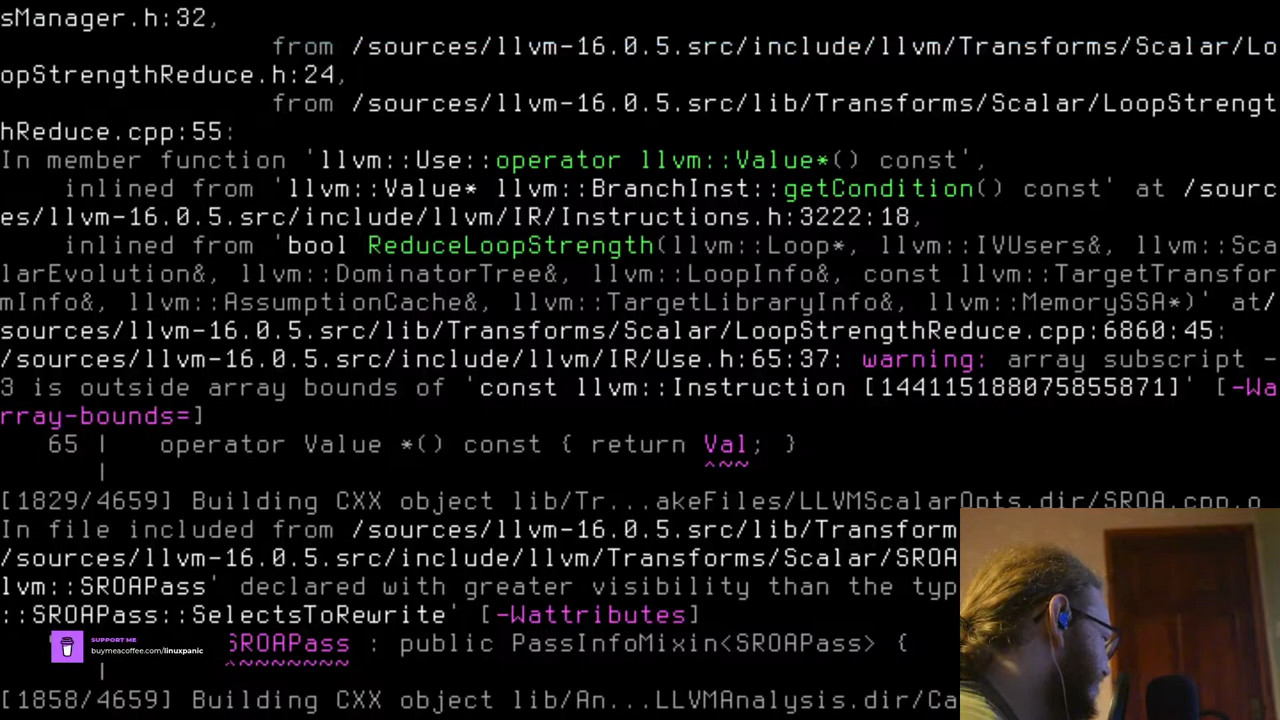 sManager.h:32,
from /sources/llvm-16.0.5.src/include/llvm/Transforms/Scalar/Lo
opStrengthReduce.h:24,
from /sources/llvm-16.0.5.src/lib/Transforms/Scalar/LoopStrengt
hReduce.cpp:55:
In member function 'llvm::Use::operator llvm::Value*() const',
inlined from 'llvm::Value* llvm::BranchInst::getCondition() const' at /sourc
es/llvm-16.0.5.src/include/llvm/IR/Instructions.h:3222:18,
inlined from 'bool ReduceLoopStrength(llvm::Loop*, llvm::IVUsers&, llvm::Sca
larEvolution&, llvm::DominatorTree&, llvm::LoopInfo&, const llvm::TargetTransfor
mInfo&, llvm::AssumptionCache&, llvm::TargetLibraryInfo&, llvm::MemorySSA*)' at/
sources/llvm-16.0.5.src/lib/Transforms/Scalar/LoopStrengthReduce.cpp:6860:45:
/sources/llvm-16.0.5.src/include/llvm/IR/Use.h:65:37: warning: array subscript -
3 is outside array bounds of 'const llvm::Instruction [144115188075855871]' [-Wa
rray-bounds=]
65 | operator Value *() const { return Val; }
| ^~~
[1829/4659] Building CXX object lib/Tr...akeFiles/LLVMScalarOpts.dir/SROA.cpp.o
In file included from /sources/llvm-16.0.5.src/lib/Transform
/sources/llvm-16.0.5.src/include/llvm/Transforms/Scalar/SROA
lvm::SROAPass' declared with greater visibility than the typ
::SROAPass::SelectsToRewrite' [-Wattributes]
SROAPass : public PassInfoMixin<SROAPass> {
| ^~~~~~~~
SUPPORT ME
buymeacoffee.com/linuxpanic
[1858/4659] Building CXX object lib/An...LLVMAnalysis.dir/Ca